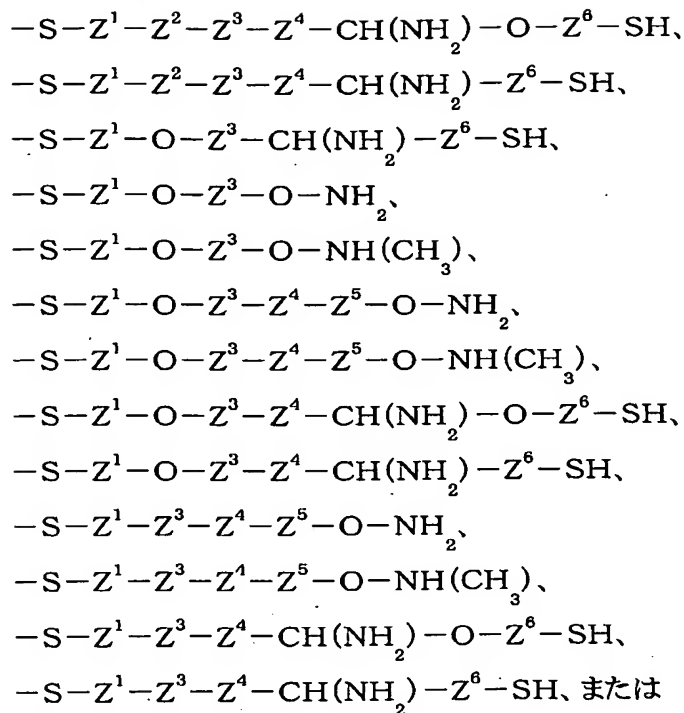 −S−Z¹−Z²−Z³−Z⁴−CH(NH₂)−O−Z⁶−SH、
−S−Z¹−Z²−Z³−Z⁴−CH(NH₂)−Z⁶−SH、
−S−Z¹−O−Z³−CH(NH₂)−Z⁶−SH、
−S−Z¹−O−Z³−O−NH₂、
−S−Z¹−O−Z³−O−NH(CH₃)、
−S−Z¹−O−Z³−Z⁴−Z⁵−O−NH₂、
−S−Z¹−O−Z³−Z⁴−Z⁵−O−NH(CH₃)、
−S−Z¹−O−Z³−Z⁴−CH(NH₂)−O−Z⁶−SH、
−S−Z¹−O−Z³−Z⁴−CH(NH₂)−Z⁶−SH、
−S−Z¹−Z³−Z⁴−Z⁵−O−NH₂、
−S−Z¹−Z³−Z⁴−Z⁵−O−NH(CH₃)、
−S−Z¹−Z³−Z⁴−CH(NH₂)−O−Z⁶−SH、
−S−Z¹−Z³−Z⁴−CH(NH₂)−Z⁶−SH、または